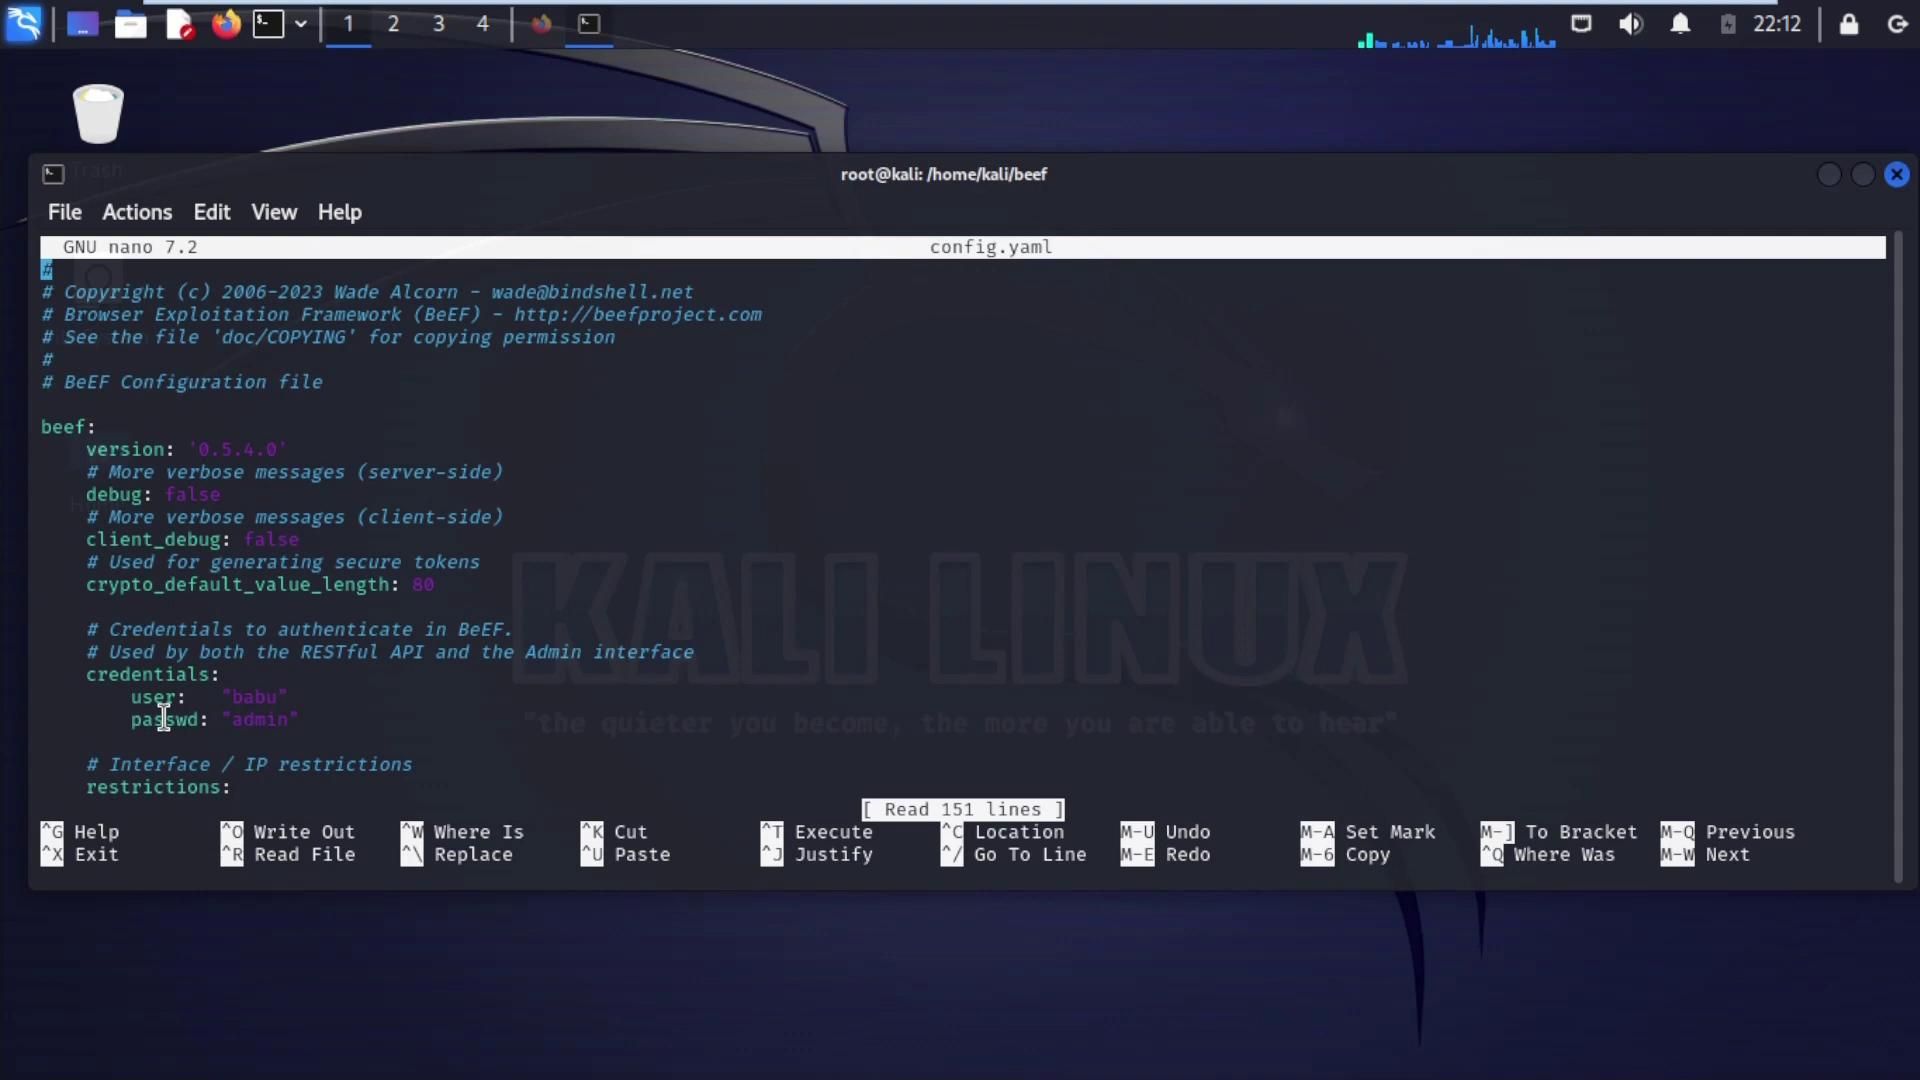 1 2 3 4 22:12
Trash
root@kali: /home/kali/beef
File Actions Edit View Help
GNU nano 7.2 config.yaml
#
# Copyright (c) 2006-2023 Wade Alcorn - wade@bindshell.net
# Browser Exploitation Framework (BeEF) - http://beefproject.com
# See the file 'doc/COPYING' for copying permission
#
# BeEF Configuration file
beef:
version: '0.5.4.0'
# More verbose messages (server-side)
debug: false
# More verbose messages (client-side)
client_debug: false
# Used for generating secure tokens
crypto_default_value_length: 80
# Credentials to authenticate in BeEF.
# Used by both the RESTful API and the Admin interface
credentials:
user: "babu"
passwd: "admin"
# Interface / IP restrictions
restrictions:
KALI LINUX
"the quieter you become, the more you are able to hear"
[ Read 151 lines ]
^G Help ^O Write Out ^W Where Is ^K Cut ^T Execute ^C Location M-U Undo M-A Set Mark M-] To Bracket M-Q Previous
^X Exit ^R Read File ^\ Replace ^U Paste ^J Justify ^/ Go To Line M-E Redo M-6 Copy ^Q Where Was M-W Next